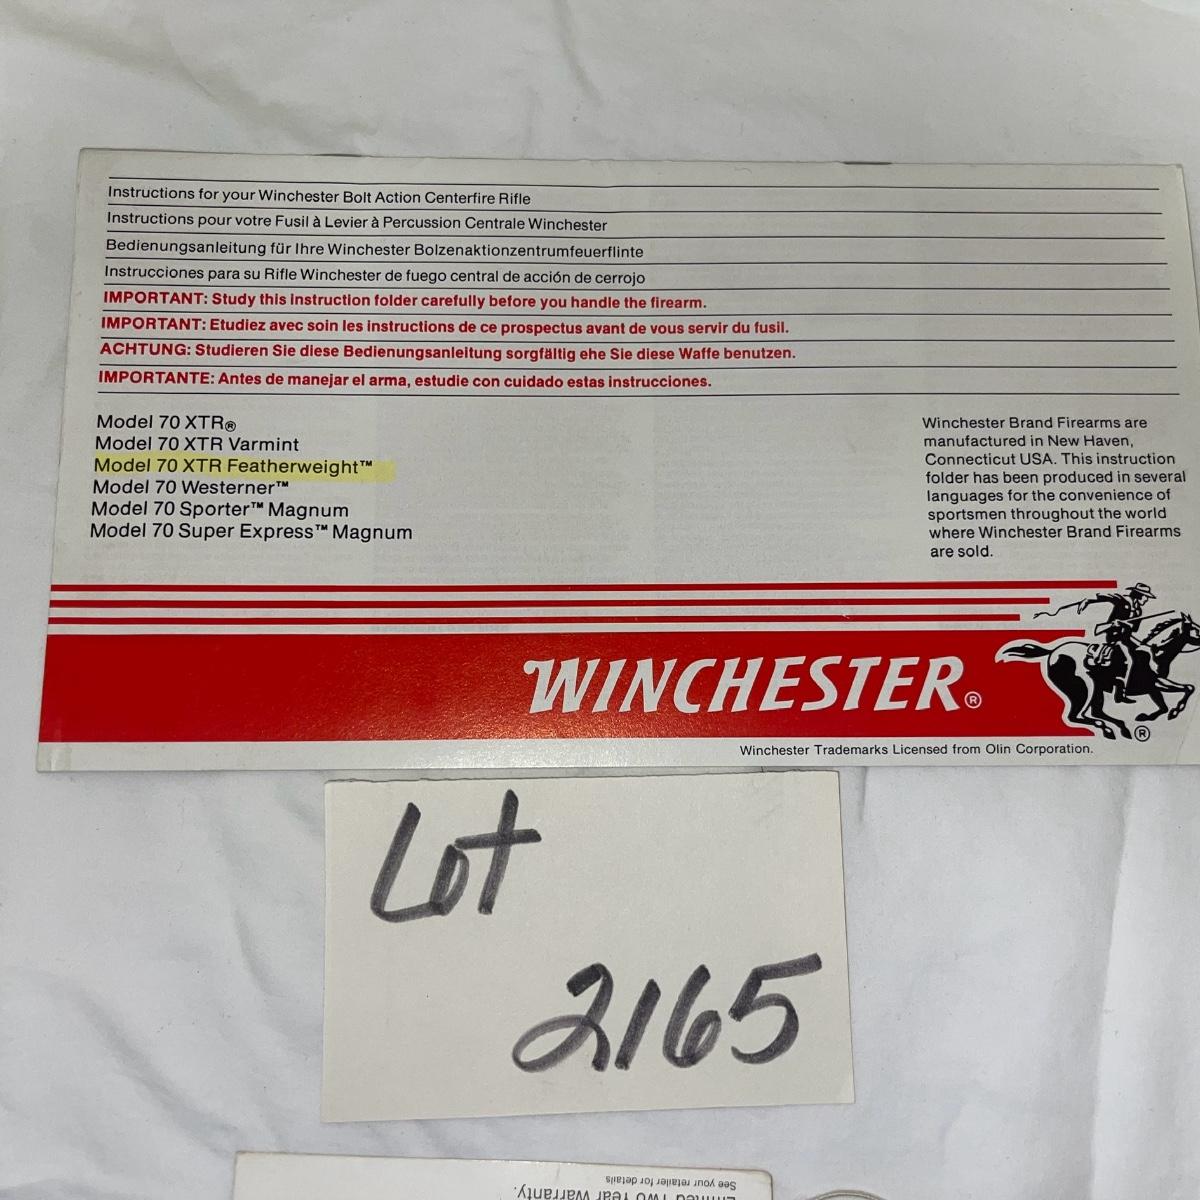 Instructions for your Winchester Bolt Action Centerfire Rifle
Instructions pour votre Fusil à Levier à Percussion Centrale Winchester
Bedienungsanleitung für Ihre Winchester Bolzenaktionzentrumfeuerflinte
Instrucciones para su Rifle Winchester de fuego central de acción de cerrojo
IMPORTANT: Study this instruction folder carefully before you handle the firearm.
IMPORTANT: Etudiez avec soin les instructions de ce prospectus avant de vous servir du fusil.
ACHTUNG: Studieren Sie diese Bedienungsanleitung sorgfältig ehe Sie diese Waffe benutzen.
IMPORTANTE: Antes de manejar el arma, estudie con cuidado estas instrucciones.
Model 70 XTR®
Model 70 XTR Varmint
Model 70 XTR Featherweight™
Model 70 Westerner™
Model 70 Sporter™ Magnum
Model 70 Super Express™ Magnum
Winchester Brand Firearms are
manufactured in New Haven,
Connecticut USA. This instruction
folder has been produced in several
languages for the convenience of
sportsmen throughout the world
where Winchester Brand Firearms
are sold.
WINCHESTER®
®
Winchester Trademarks Licensed from Olin Corporation.
Lot
2165
See your retailer for details
Limited Two Year Warranty.